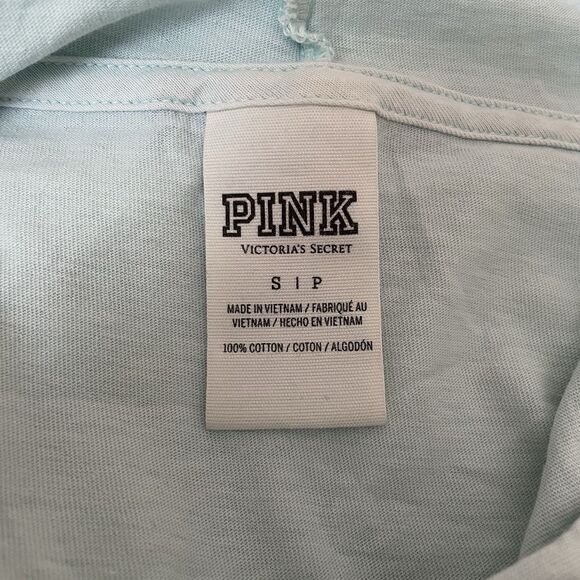 PINK
VICTORIA'S SECRET
S | P
MADE IN VIETNAM / FABRIQUÉ AU
VIETNAM / HECHO EN VIETNAM
100% COTTON / COTON / ALGODÓN